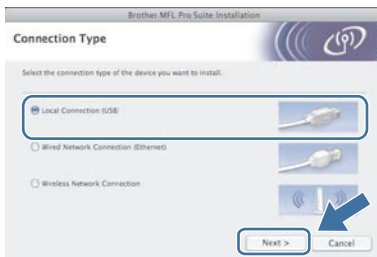 Brother MFL Pro Suite Installation
Connection Type
Select the connection type of the device you want to install.
Local Connection (USB)
Wired Network Connection (Ethernet)
Wireless Network Connection
Next > Cancel